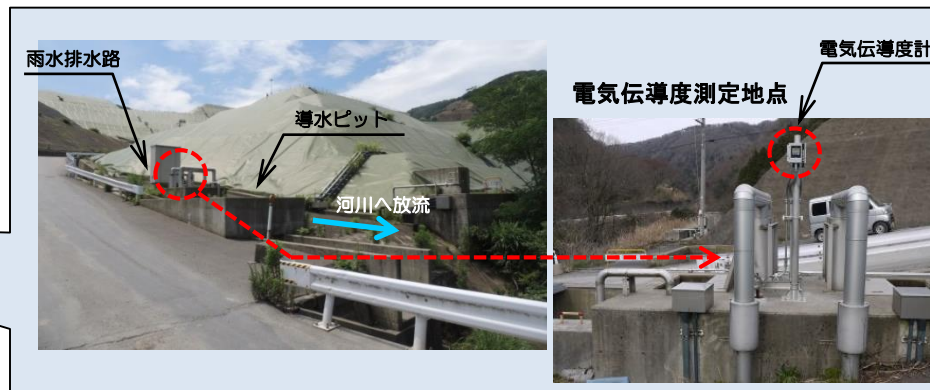 雨水排水路
導水ピット
河川へ放流
電気伝導度測定地点
電気伝導度計